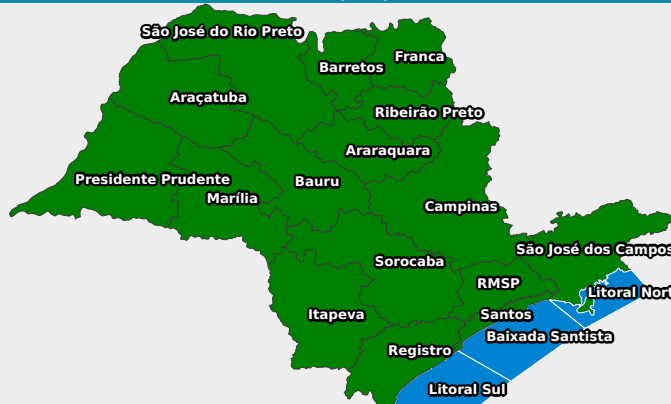 São José do Rio Preto
Franca
Barretos
Araçatuba
Ribeirão Preto
Araraquara
Presidente Prudente
Bauru
Marília
Campinas
São José dos Campos
Sorocaba
RMSP
Litoral Nort
Itapeva
Santos
Baixada Santista
Registro
Litoral Sul